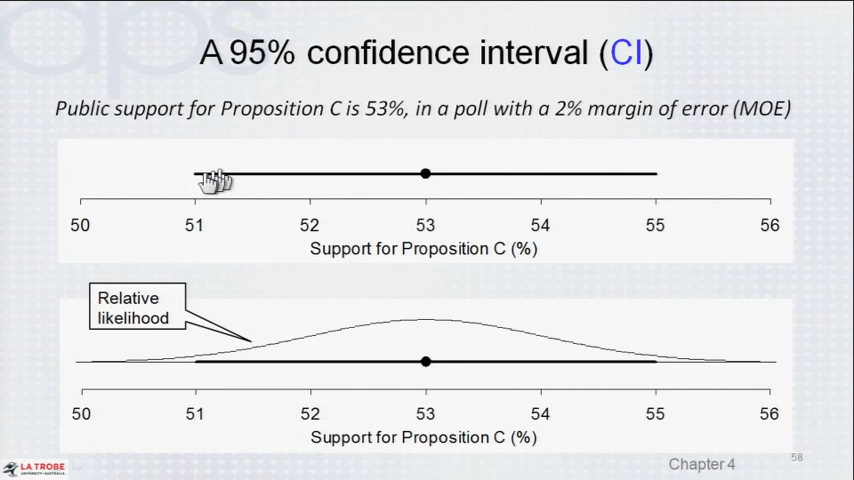 A 95% confidence interval (CI)
Public support for Proposition C is 53%, in a poll with a 2% margin of error (MOE)
50 51 52 53 54 55 56
Support for Proposition C (%)
Relative
likelihood
50 51 52 53 54 55 56
Support for Proposition C (%)
LA TROBE
UNIVERSITY AUSTRALIA
Chapter 4
58